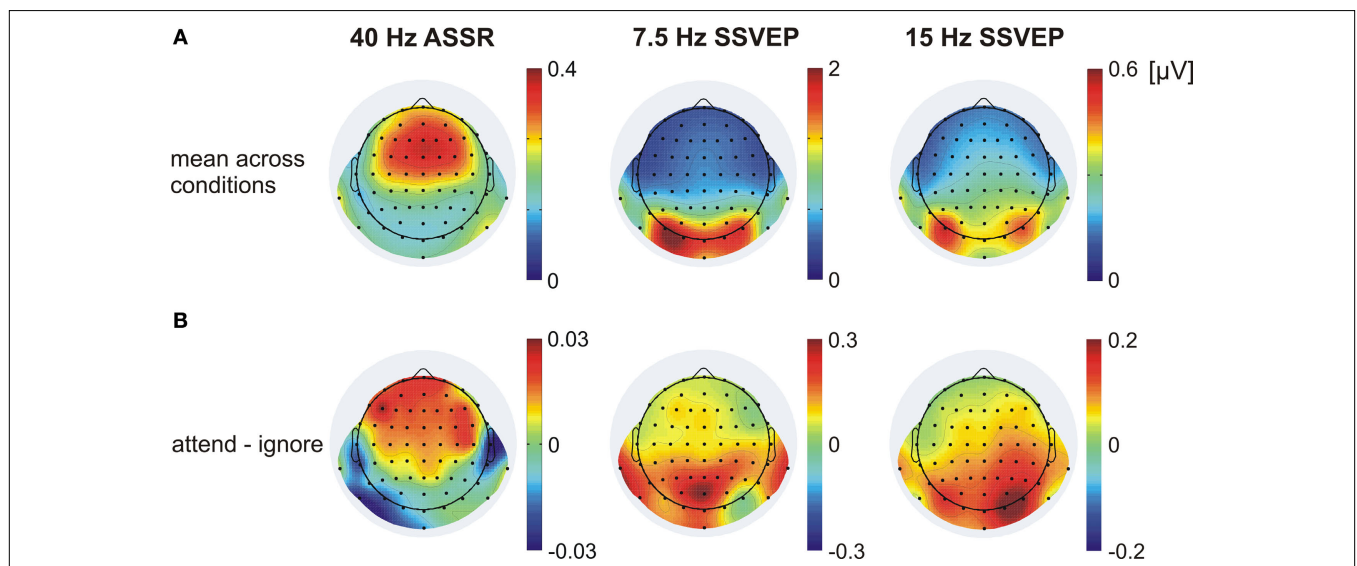 A
40 Hz ASSR
7.5 Hz SSVEP
15 Hz SSVEP
0.4
2
0.6 [µV]
mean across
conditions
0
0
0
B
0.03
0.3
0.2
attend - ignore
0
0
0
-0.03
-0.3
-0.2